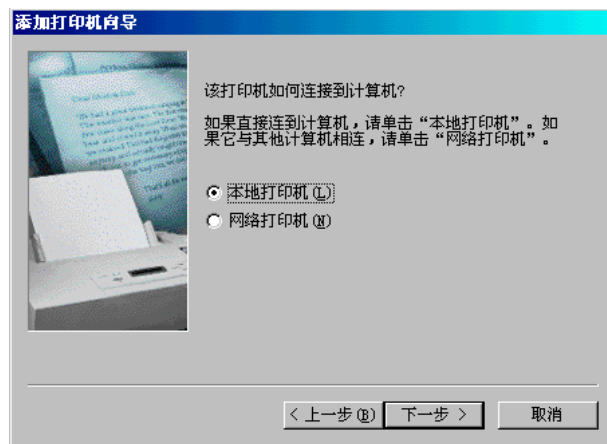 添加打印机向导
该打印机如何连接到计算机?
如果直接连到计算机，请单击“本地打印机”。如
果它与其他计算机相连，请单击“网络打印机”。
本地打印机(L)
网络打印机(N)
< 上一步(B)
下一步 >
取消